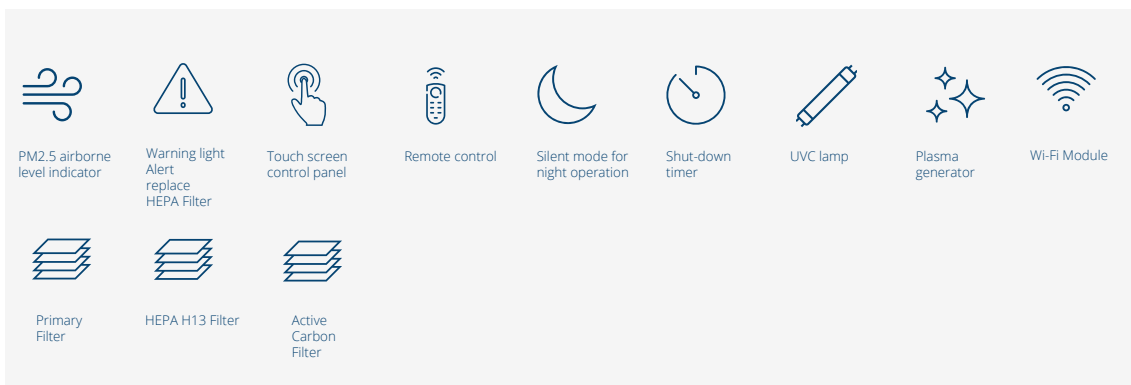 PM2.5 airborne
level indicator
Warning light
Alert
replace
HEPA Filter
Touch screen
control panel
Remote control
Silent mode for
night operation
Shut-down
timer
UVC lamp
Plasma
generator
Wi-Fi Module
Primary
Filter
HEPA H13 Filter
Active
Carbon
Filter